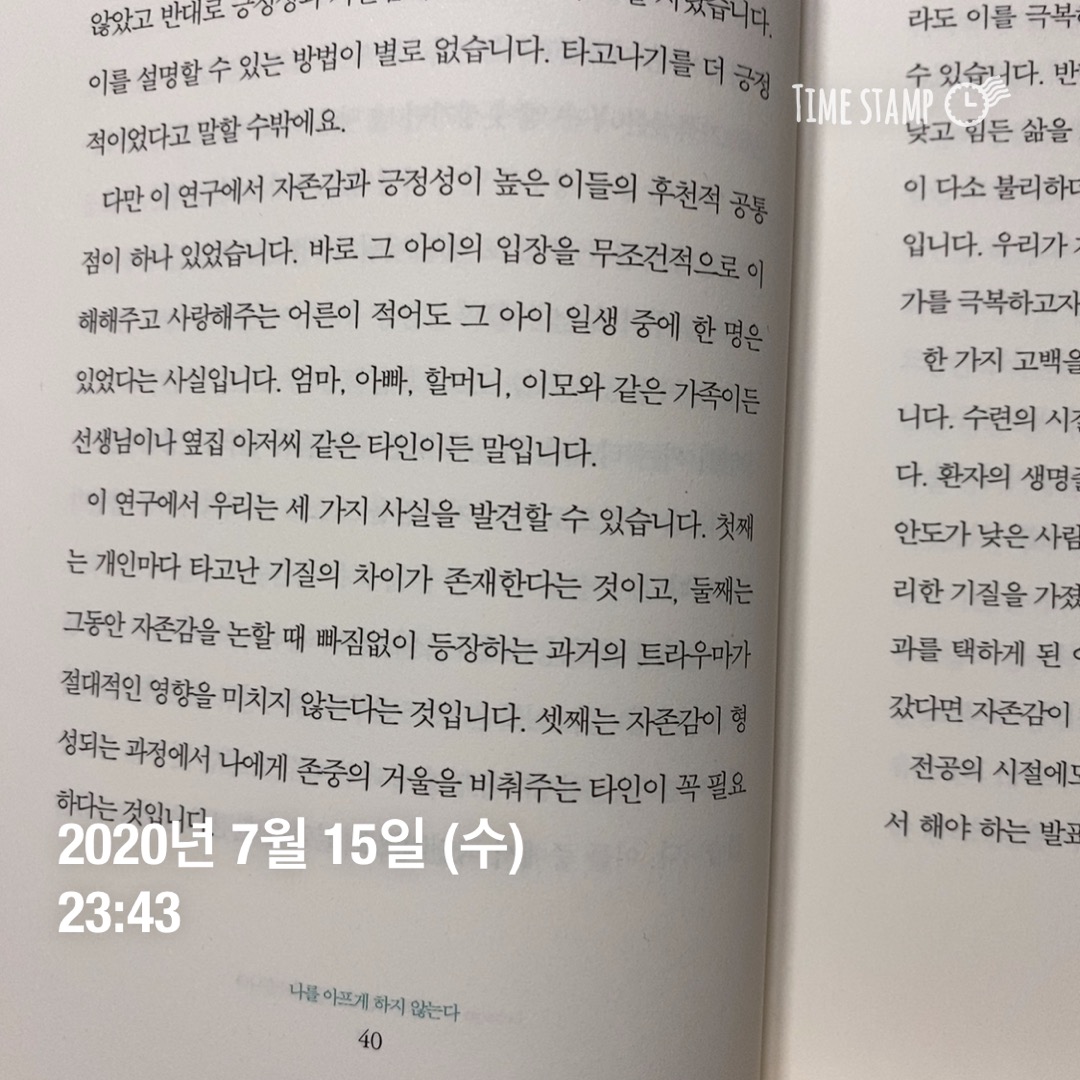 않았고 반대로
이를 설명할 수 있는 방법이 별로 없습니다. 타고나기를 더 긍정
적이었다고 말할 수밖에요.
다만 이 연구에서 자존감과 긍정성이 높은 이들의 후천적 공통
점이 하나 있었습니다. 바로 그 아이의 입장을 무조건적으로 이
해해주고 사랑해주는 어른이 적어도 그 아이 일생 중에 한 명은
있었다는 사실입니다. 엄마, 아빠, 할머니, 이모와 같은 가족이든
선생님이나 옆집 아저씨 같은 타인이든 말입니다.
이 연구에서 우리는 세 가지 사실을 발견할 수 있습니다. 첫째
는 개인마다 타고난 기질의 차이가 존재한다는 것이고, 둘째는
그동안 자존감을 논할 때 빠짐없이 등장하는 과거의 트라우마가
절대적인 영향을 미치지 않는다는 것입니다. 셋째는 자존감이 형
성되는 과정에서 나에게 존중의 거울을 비춰주는 타인이 꼭 필요
하다는 것입니다.
나를 아프게 하지 않는다
40
라도 이를 극복
수 있습니다. 반
낮고 힘든 삶을
이 다소 불리하다
입니다. 우리가
가를 극복하고자
한 가지 고백을
니다. 수련의 시절
다. 환자의 생명을
안도가 낮은 사람
리한 기질을 가졌
과를 택하게 된
갔다면 자존감이
전공의 시절에도
서 해야 하는 발표
TIME STAMP
2020년 7월 15일 (수)
23:43